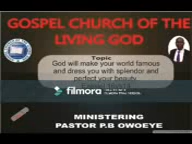 GOSPEL CHURCH OF THE
LIVING GOD
Topic
God will make your world famous
and dress you with splendor and
perfect your beauty
filmora
MINISTERING
PASTOR P.B OWOEYE